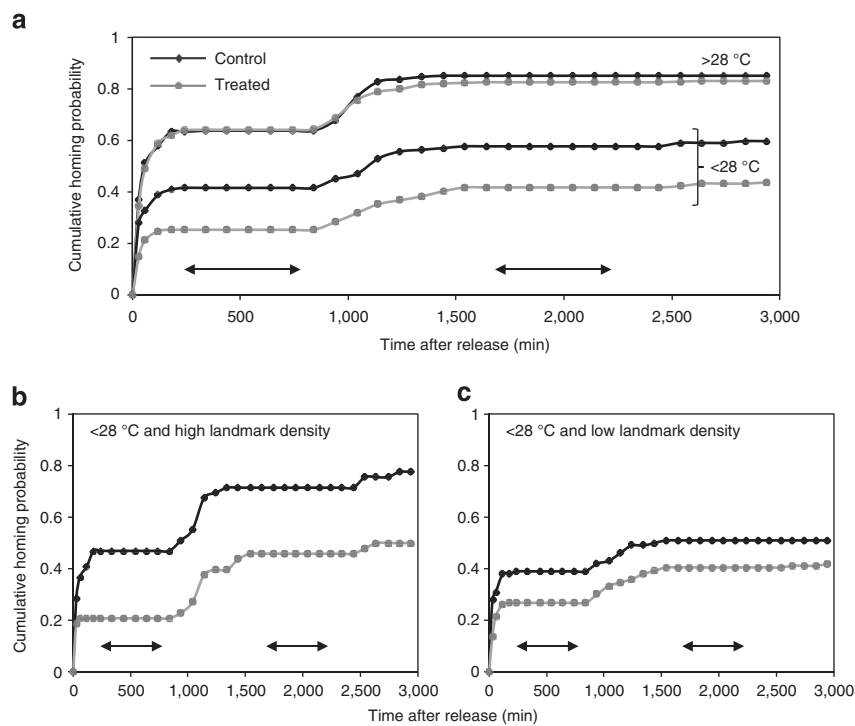 a
Cumulative homing probability
1
0.8
0.6
0.4
0.2
0
Control
Treated
>28 °C
<28 °C
0 500 1,000 1,500 2,000 2,500 3,000
Time after release (min)
b
Cumulative homing probability
1
0.8
0.6
0.4
0.2
0
<28 °C and high landmark density
0 500 1,000 1,500 2,000 2,500 3,000
c
1
0.8
0.6
0.4
0.2
0
<28 °C and low landmark density
0 500 1,000 1,500 2,000 2,500 3,000
Time after release (min)